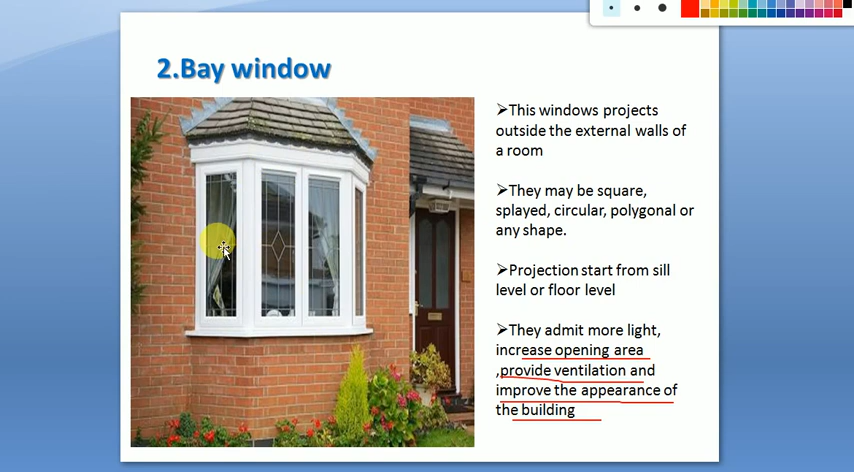 2.Bay window
➢This windows projects
outside the external walls of
a room
➢They may be square,
splayed, circular, polygonal or
any shape.
➢Projection start from sill
level or floor level
➢They admit more light,
increase opening area
,provide ventilation and
improve the appearance of
the building